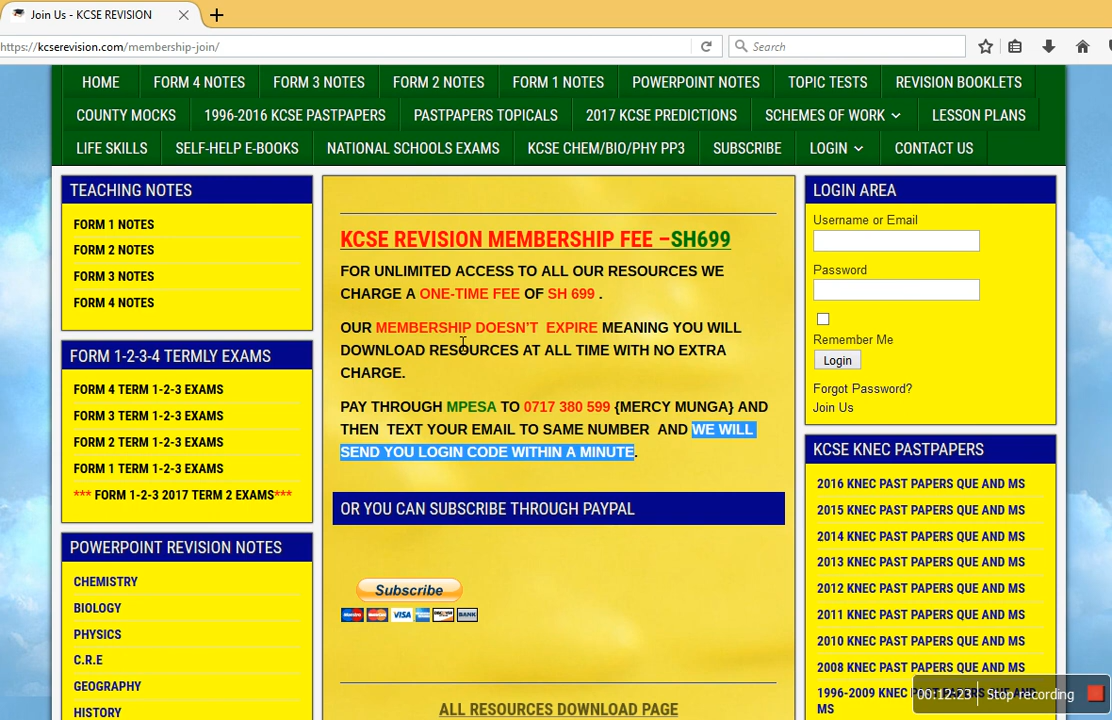 Join Us - KCSE REVISION
https://kcserevision.com/membership-join/
Search
HOME
FORM 4 NOTES
FORM 3 NOTES
FORM 2 NOTES
FORM 1 NOTES
POWERPOINT NOTES
TOPIC TESTS
REVISION BOOKLETS
COUNTY MOCKS
1996-2016 KCSE PASTPAPERS
PASTPAPERS TOPICALS
2017 KCSE PREDICTIONS
SCHEMES OF WORK
LESSON PLANS
LIFE SKILLS
SELF-HELP E-BOOKS
NATIONAL SCHOOLS EXAMS
KCSE CHEM/BIO/PHY PP3
SUBSCRIBE
LOGIN
CONTACT US
TEACHING NOTES
FORM 1 NOTES
FORM 2 NOTES
FORM 3 NOTES
FORM 4 NOTES
FORM 1-2-3-4 TERMLY EXAMS
FORM 4 TERM 1-2-3 EXAMS
FORM 3 TERM 1-2-3 EXAMS
FORM 2 TERM 1-2-3 EXAMS
FORM 1 TERM 1-2-3 EXAMS
*** FORM 1-2-3 2017 TERM 2 EXAMS***
POWERPOINT REVISION NOTES
CHEMISTRY
BIOLOGY
PHYSICS
C.R.E
GEOGRAPHY
HISTORY
KCSE REVISION MEMBERSHIP FEE –SH699
FOR UNLIMITED ACCESS TO ALL OUR RESOURCES WE
CHARGE A ONE-TIME FEE OF SH 699 .
OUR MEMBERSHIP DOESN'T EXPIRE MEANING YOU WILL
DOWNLOAD RESOURCES AT ALL TIME WITH NO EXTRA
CHARGE.
PAY THROUGH MPESA TO 0717 380 599 {MERCY MUNGA} AND
THEN TEXT YOUR EMAIL TO SAME NUMBER AND WE WILL
SEND YOU LOGIN CODE WITHIN A MINUTE.
OR YOU CAN SUBSCRIBE THROUGH PAYPAL
Subscribe
Maestro MasterCard VISA AMEX DISCOVER BANK
ALL RESOURCES DOWNLOAD PAGE
LOGIN AREA
Username or Email
Password
Remember Me
Login
Forgot Password?
Join Us
KCSE KNEC PASTPAPERS
2016 KNEC PAST PAPERS QUE AND MS
2015 KNEC PAST PAPERS QUE AND MS
2014 KNEC PAST PAPERS QUE AND MS
2013 KNEC PAST PAPERS QUE AND MS
2012 KNEC PAST PAPERS QUE AND MS
2011 KNEC PAST PAPERS QUE AND MS
2010 KNEC PAST PAPERS QUE AND MS
2008 KNEC PAST PAPERS QUE AND MS
1996-2009 KNEC PAST PAPERS QUE AND
MS
00:12:23 Stop recording